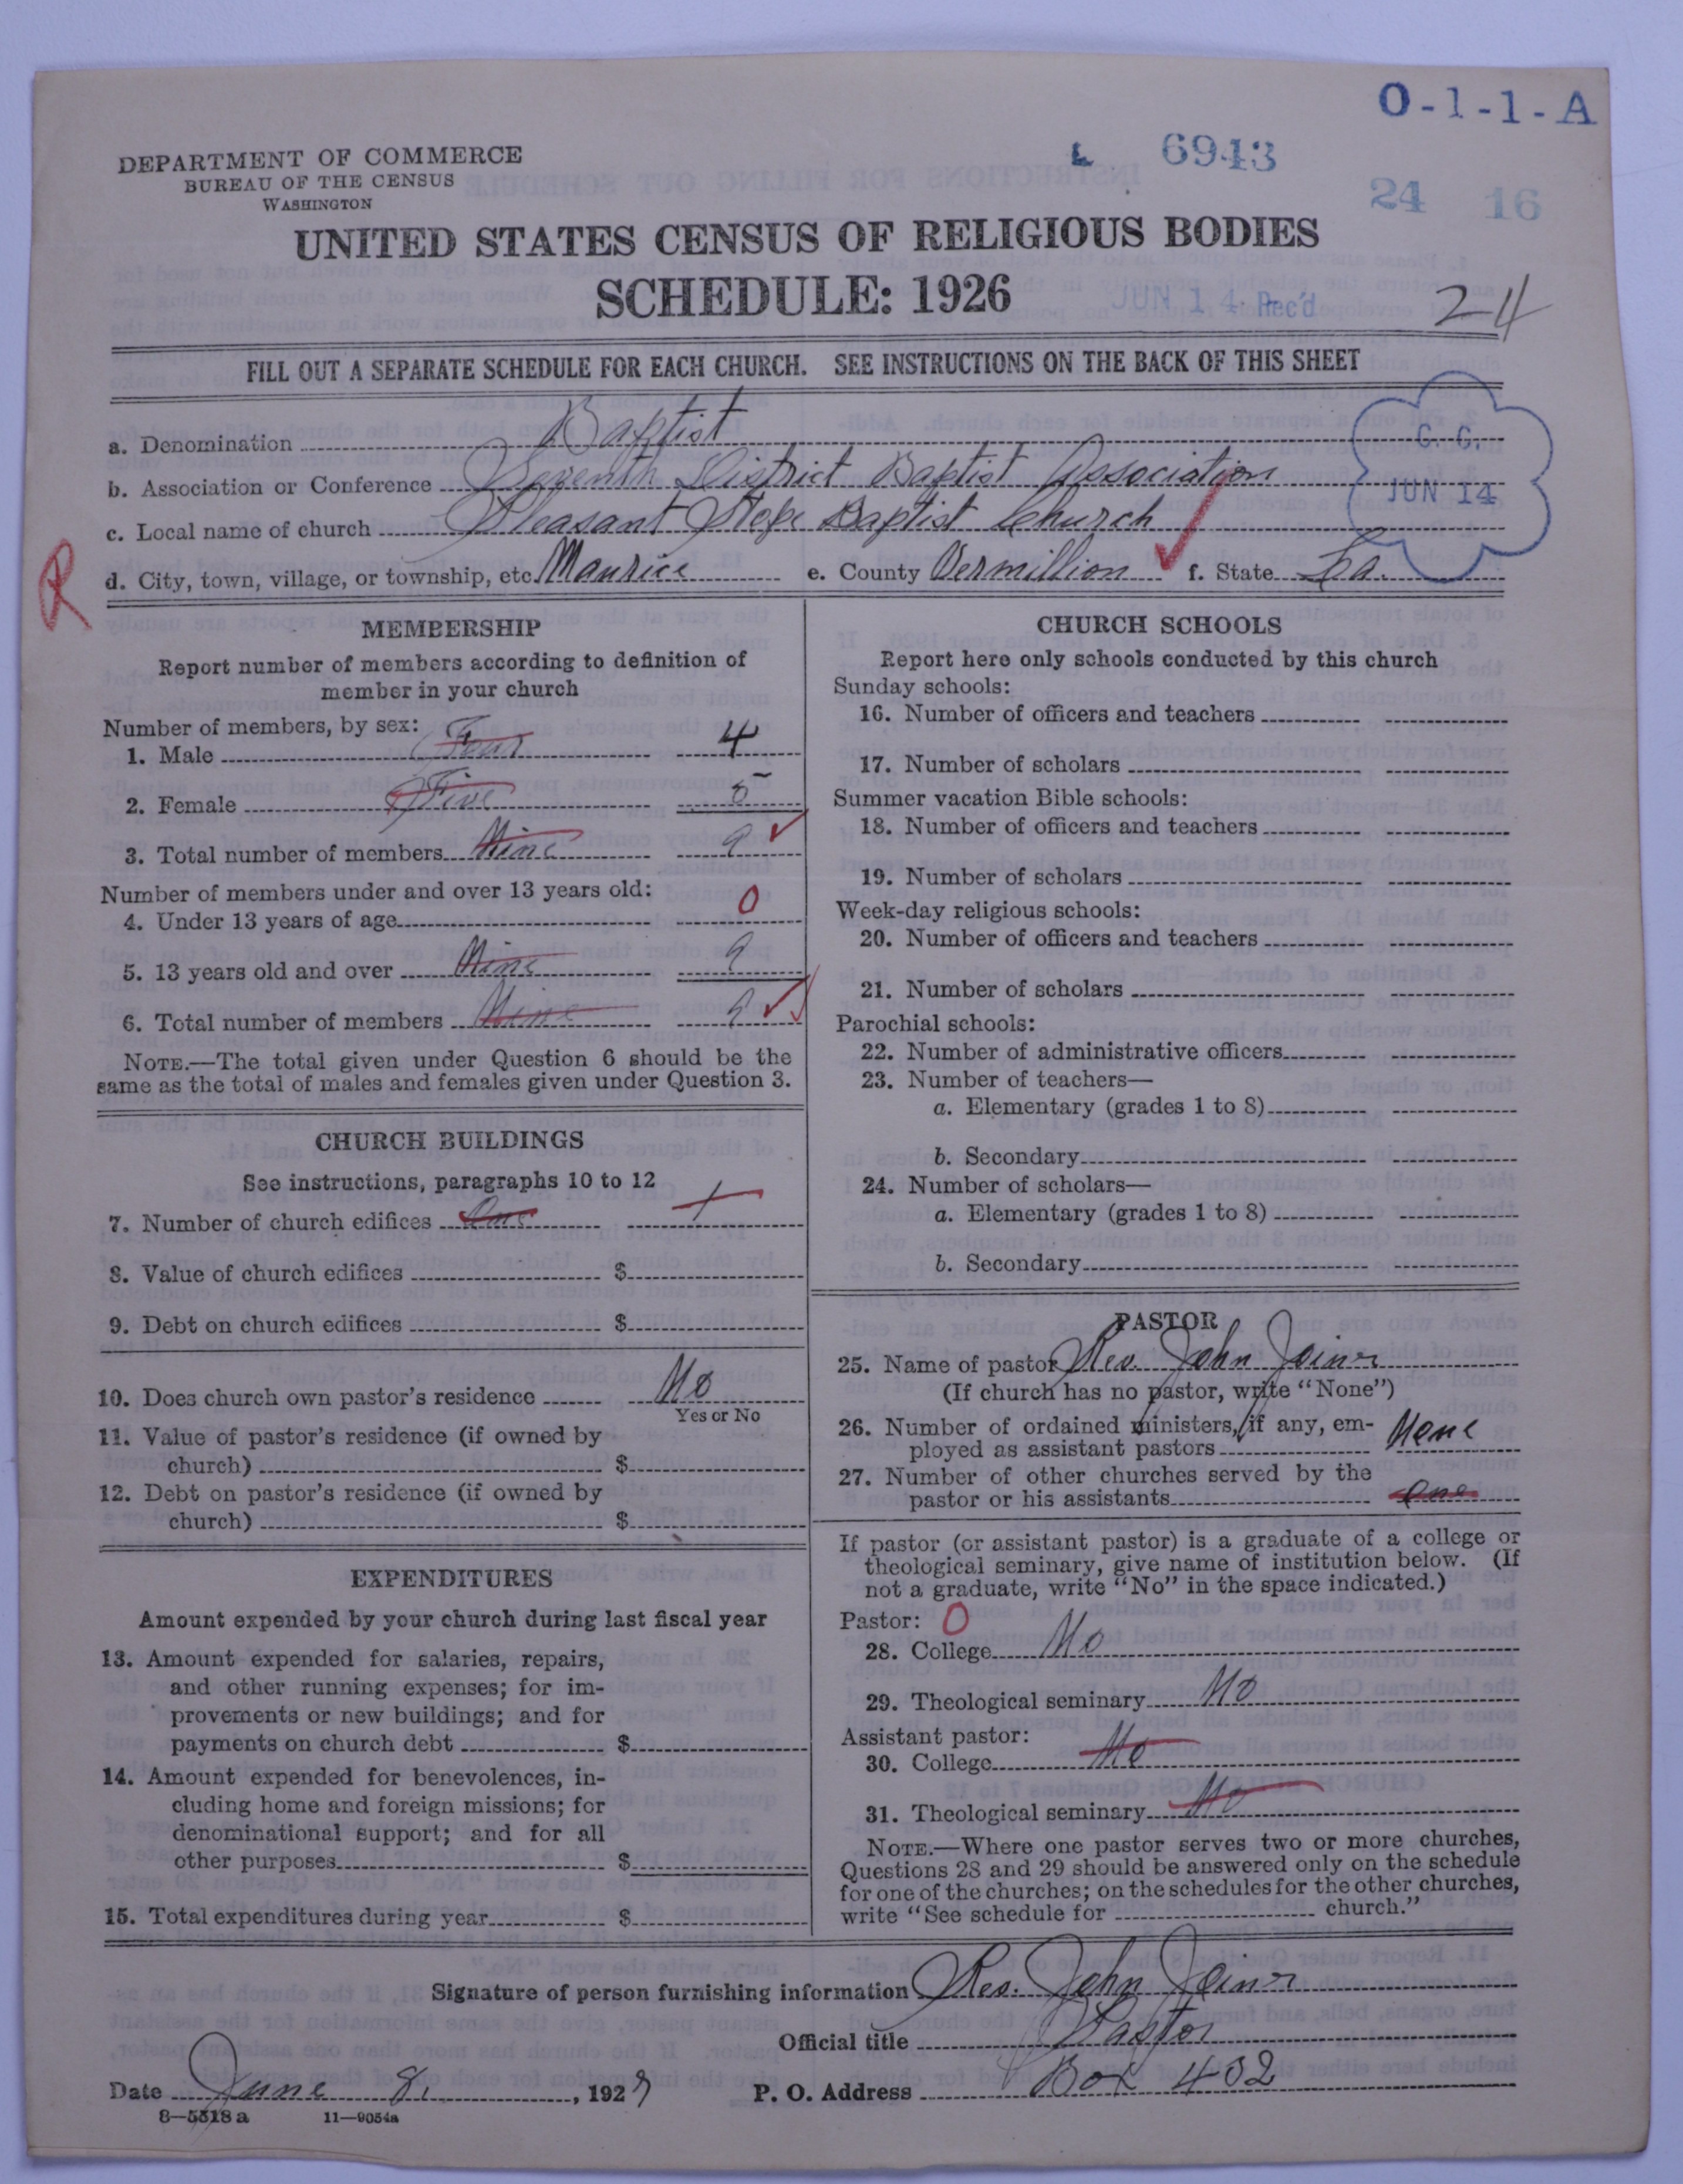 O-1-1-A
DEPARTMENT OF COMMERCE
BUREAU OF THE CENSUS
WASHINGTON
L 6943
24 16
UNITED STATES CENSUS OF RELIGIOUS BODIES
SCHEDULE: 1926
JUN 14 Rec'd
24
FILL OUT A SEPARATE SCHEDULE FOR EACH CHURCH. SEE INSTRUCTIONS ON THE BACK OF THIS SHEET
a. Denomination Baptist
b. Association or Conference Seventh District Baptist Association
c. Local name of church Pleasant Hope Baptist Church
d. City, town, village, or township, etc. Maurice e. County Vermillion f. State La.
G. C.
JUN 14
R
MEMBERSHIP
Report number of members according to definition of
member in your church
Number of members, by sex:
1. Male Four 4
2. Female Five 5
3. Total number of members Nine 9
Number of members under and over 13 years old:
4. Under 13 years of age 0
5. 13 years old and over Nine 9
6. Total number of members Nine 9
NOTE.—The total given under Question 6 should be the
same as the total of males and females given under Question 3.
CHURCH BUILDINGS
See instructions, paragraphs 10 to 12
7. Number of church edifices One 1
8. Value of church edifices $
9. Debt on church edifices $
10. Does church own pastor's residence No
Yes or No
11. Value of pastor's residence (if owned by
church) $
12. Debt on pastor's residence (if owned by
church) $
EXPENDITURES
Amount expended by your church during last fiscal year
13. Amount expended for salaries, repairs,
and other running expenses; for im-
provements or new buildings; and for
payments on church debt $
14. Amount expended for benevolences, in-
cluding home and foreign missions; for
denominational support; and for all
other purposes $
15. Total expenditures during year $
CHURCH SCHOOLS
Report here only schools conducted by this church
Sunday schools:
16. Number of officers and teachers
17. Number of scholars
Summer vacation Bible schools:
18. Number of officers and teachers
19. Number of scholars
Week-day religious schools:
20. Number of officers and teachers
21. Number of scholars
Parochial schools:
22. Number of administrative officers
23. Number of teachers—
a. Elementary (grades 1 to 8)
b. Secondary
24. Number of scholars—
a. Elementary (grades 1 to 8)
b. Secondary
PASTOR
25. Name of pastor Rev. John Joiner
(If church has no pastor, write "None")
26. Number of ordained ministers, if any, em-
ployed as assistant pastors None
27. Number of other churches served by the
pastor or his assistants One
If pastor (or assistant pastor) is a graduate of a college or
theological seminary, give name of institution below. (If
not a graduate, write "No" in the space indicated.)
Pastor: 0
28. College No
29. Theological seminary No
Assistant pastor:
30. College No
31. Theological seminary No
NOTE.—Where one pastor serves two or more churches,
Questions 28 and 29 should be answered only on the schedule
for one of the churches; on the schedules for the other churches,
write "See schedule for church."
Signature of person furnishing information Rev. John Joiner
Official title Pastor
Date June 8, 1927 P. O. Address Box 432
8—5518a 11—9054a